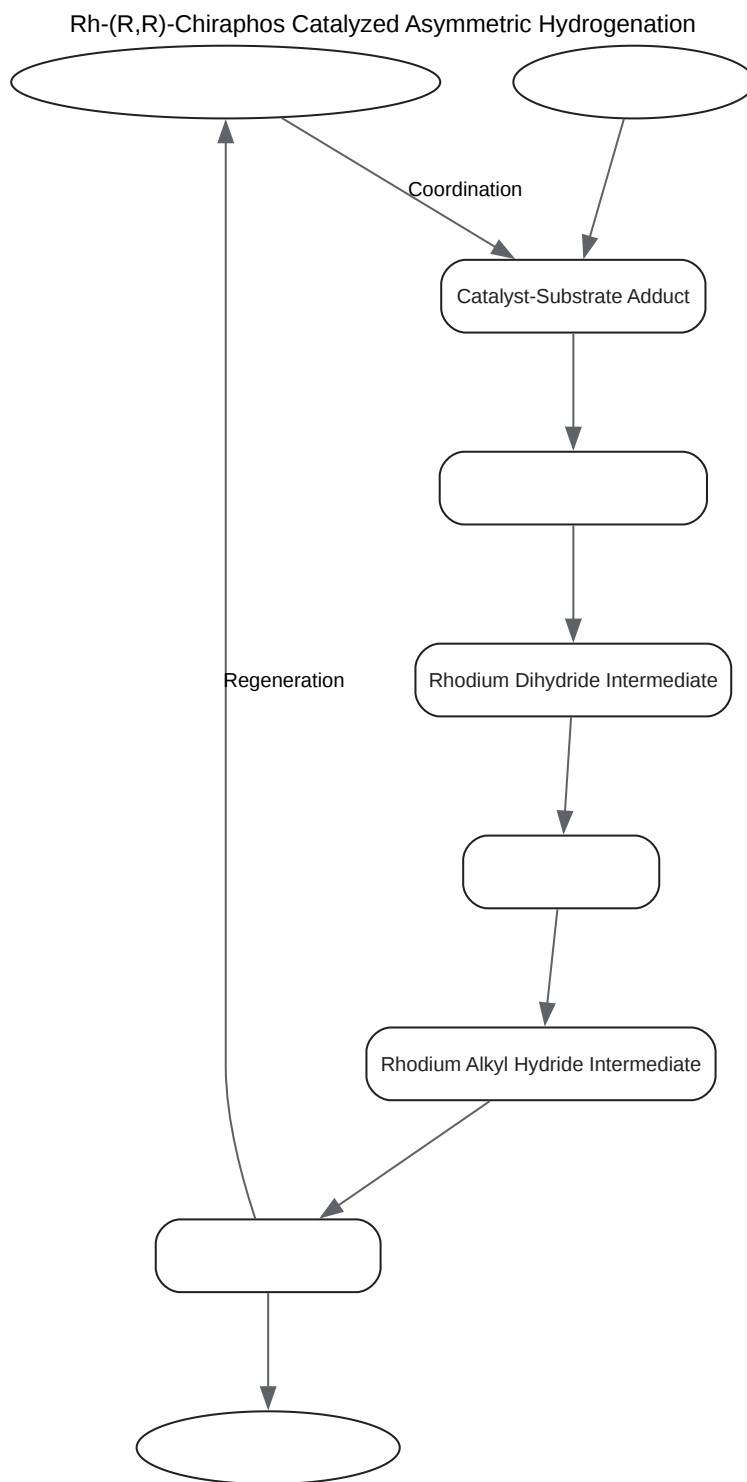 Rh-(R,R)-Chiraphos Catalyzed Asymmetric Hydrogenation
Coordination
Catalyst-Substrate Adduct
Rhodium Dihydride Intermediate
Regeneration
Rhodium Alkyl Hydride Intermediate